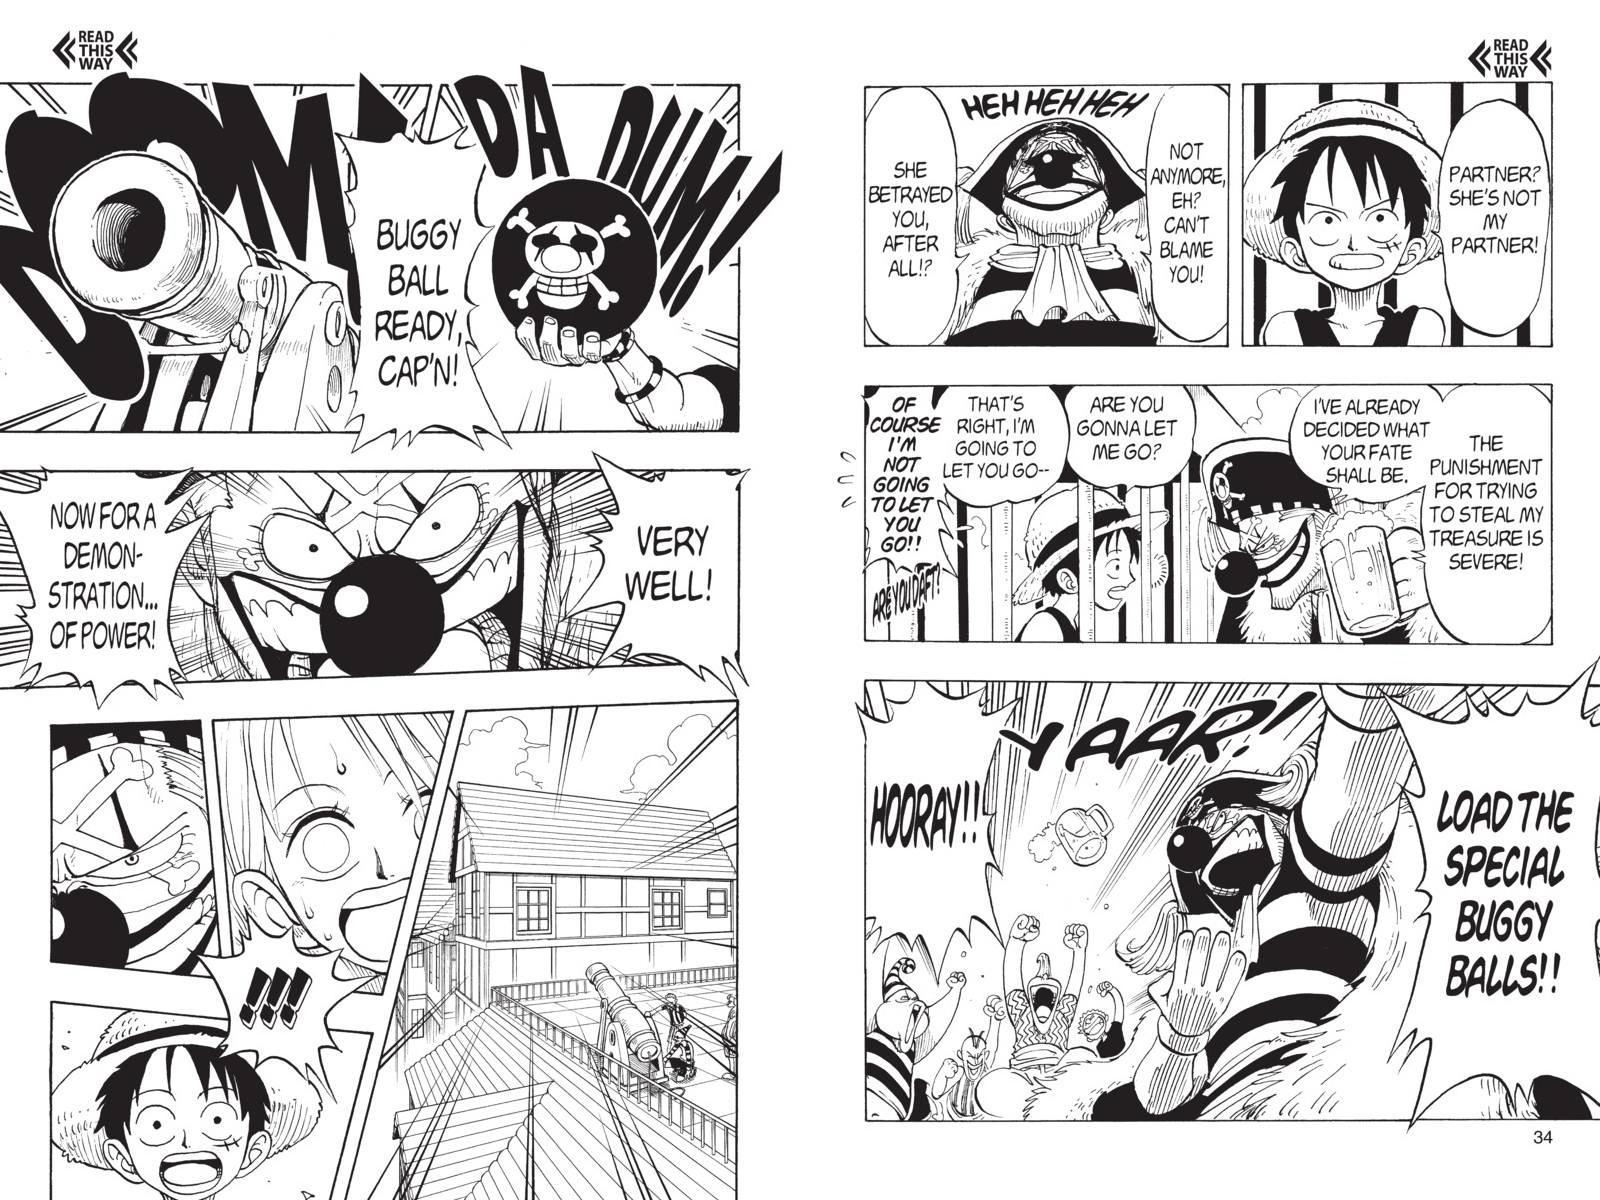 READ
THIS
WAY
PARTNER?
SHE'S NOT
MY
PARTNER!
HEH HEH HEH
NOT
ANYMORE,
EH?
CAN'T
BLAME
YOU!
SHE
BETRAYED
YOU,
AFTER
ALL!?
THE
PUNISHMENT
FOR TRYING
TO STEAL MY
TREASURE IS
SEVERE!
I'VE ALREADY
DECIDED WHAT
YOUR FATE
SHALL BE.
ARE YOU
GONNA LET
ME GO?
THAT'S
RIGHT, I'M
GOING TO
LET YOU GO--
OF
COURSE
I'M
NOT
GOING
TO LET
YOU
GO!!
ARE YOU DAFT?
LOAD THE
SPECIAL
BUGGY
BALLS!!
YAAR!
HOORAY!!
34
READ
THIS
WAY
DOOM
DA
DUM!!
BUGGY
BALL
READY,
CAP'N!
VERY
WELL!
NOW FOR A
DEMON-
STRATION...
OF POWER!
!!!